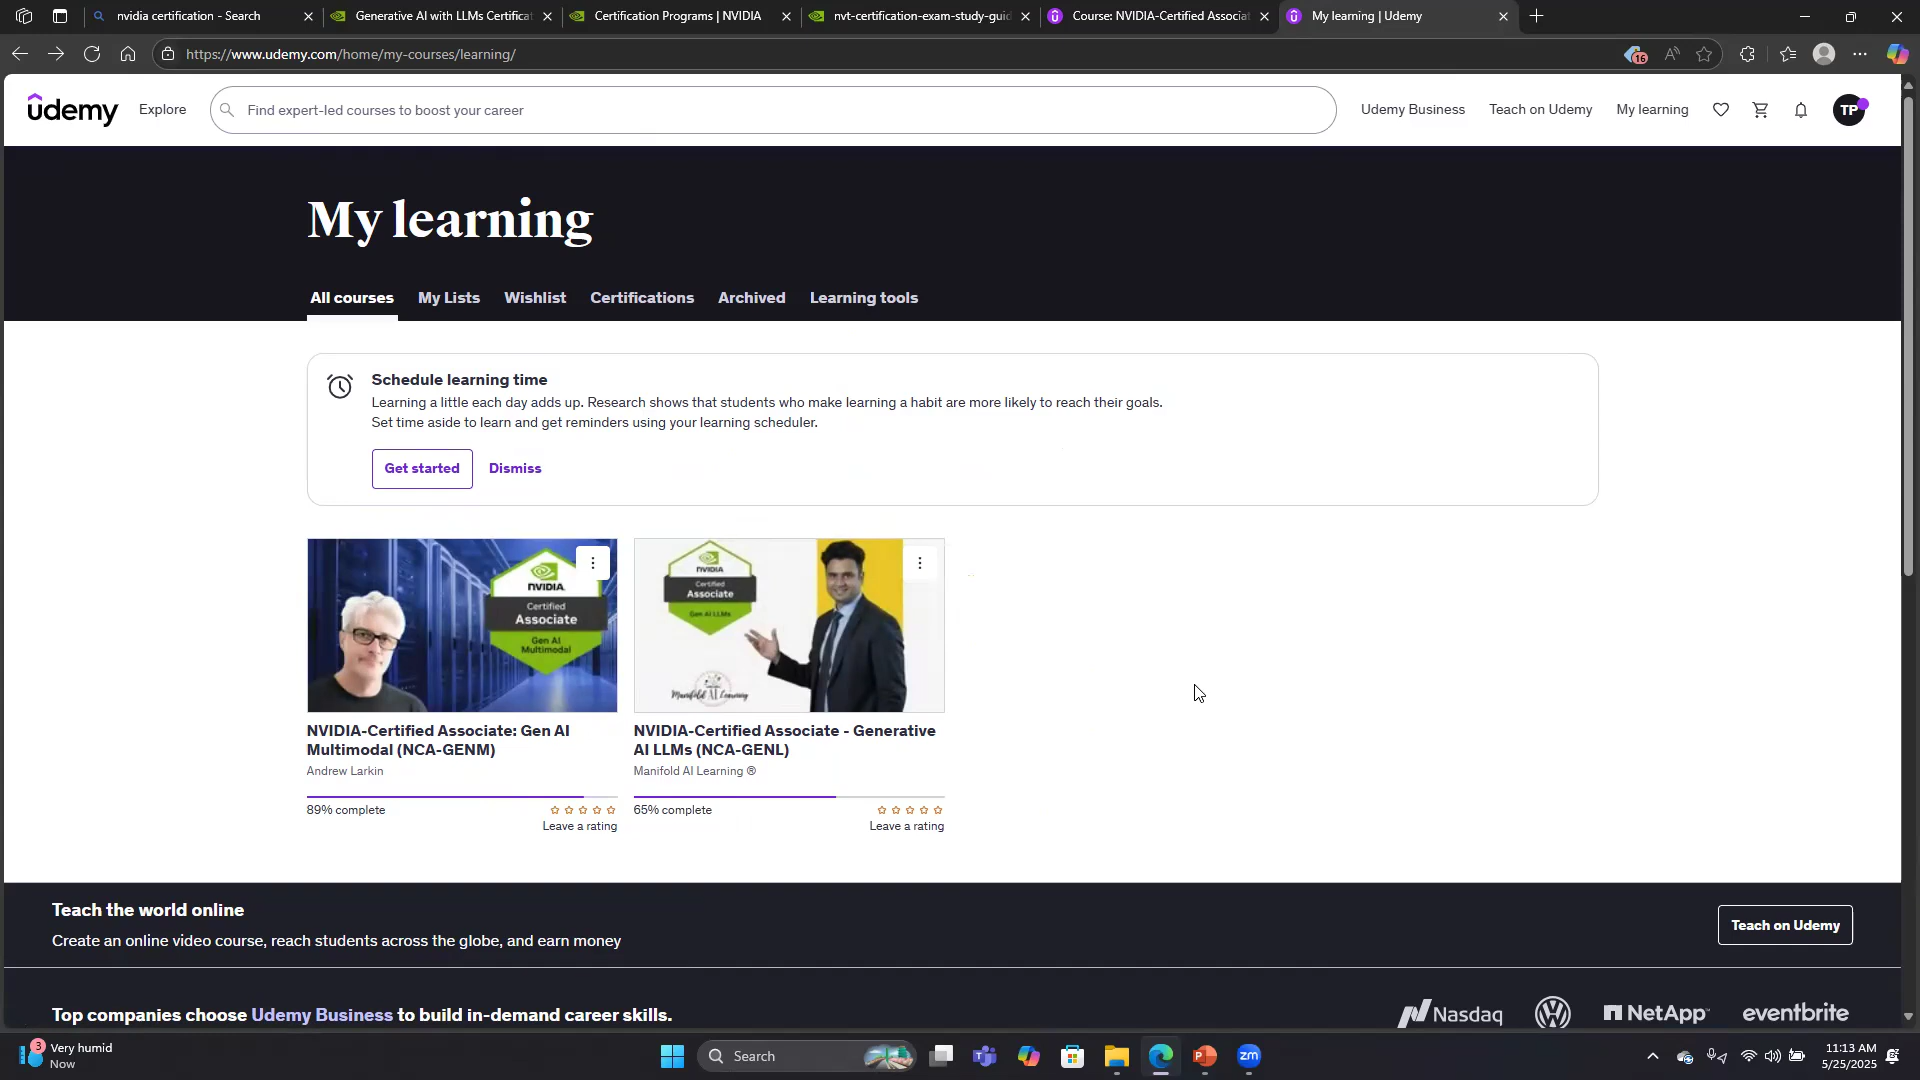 nvidia certification - Search
Generative AI with LLMs Certificat
Certification Programs | NVIDIA
nvt-certification-exam-study-guid
Course: NVIDIA-Certified Associat
My learning | Udemy
https://www.udemy.com/home/my-courses/learning/
16
udemy
Explore
Find expert-led courses to boost your career
Udemy Business
Teach on Udemy
My learning
TP
My learning
All courses
My Lists
Wishlist
Certifications
Archived
Learning tools
Schedule learning time
Learning a little each day adds up. Research shows that students who make learning a habit are more likely to reach their goals.
Set time aside to learn and get reminders using your learning scheduler.
Get started
Dismiss
NVIDIA.
Certified
Associate
Gen AI
Multimodal
NVIDIA.
Certified
Associate
Gen AI LLMs
Manifold AI Learning
NVIDIA-Certified Associate: Gen AI
Multimodal (NCA-GENM)
Andrew Larkin
89% complete
Leave a rating
NVIDIA-Certified Associate - Generative
AI LLMs (NCA-GENL)
Manifold AI Learning ®
65% complete
Leave a rating
Teach the world online
Create an online video course, reach students across the globe, and earn money
Teach on Udemy
Top companies choose Udemy Business to build in-demand career skills.
Nasdaq
NetApp
eventbrite
3
Very humid
Now
Search
zm
11:13 AM
5/25/2025